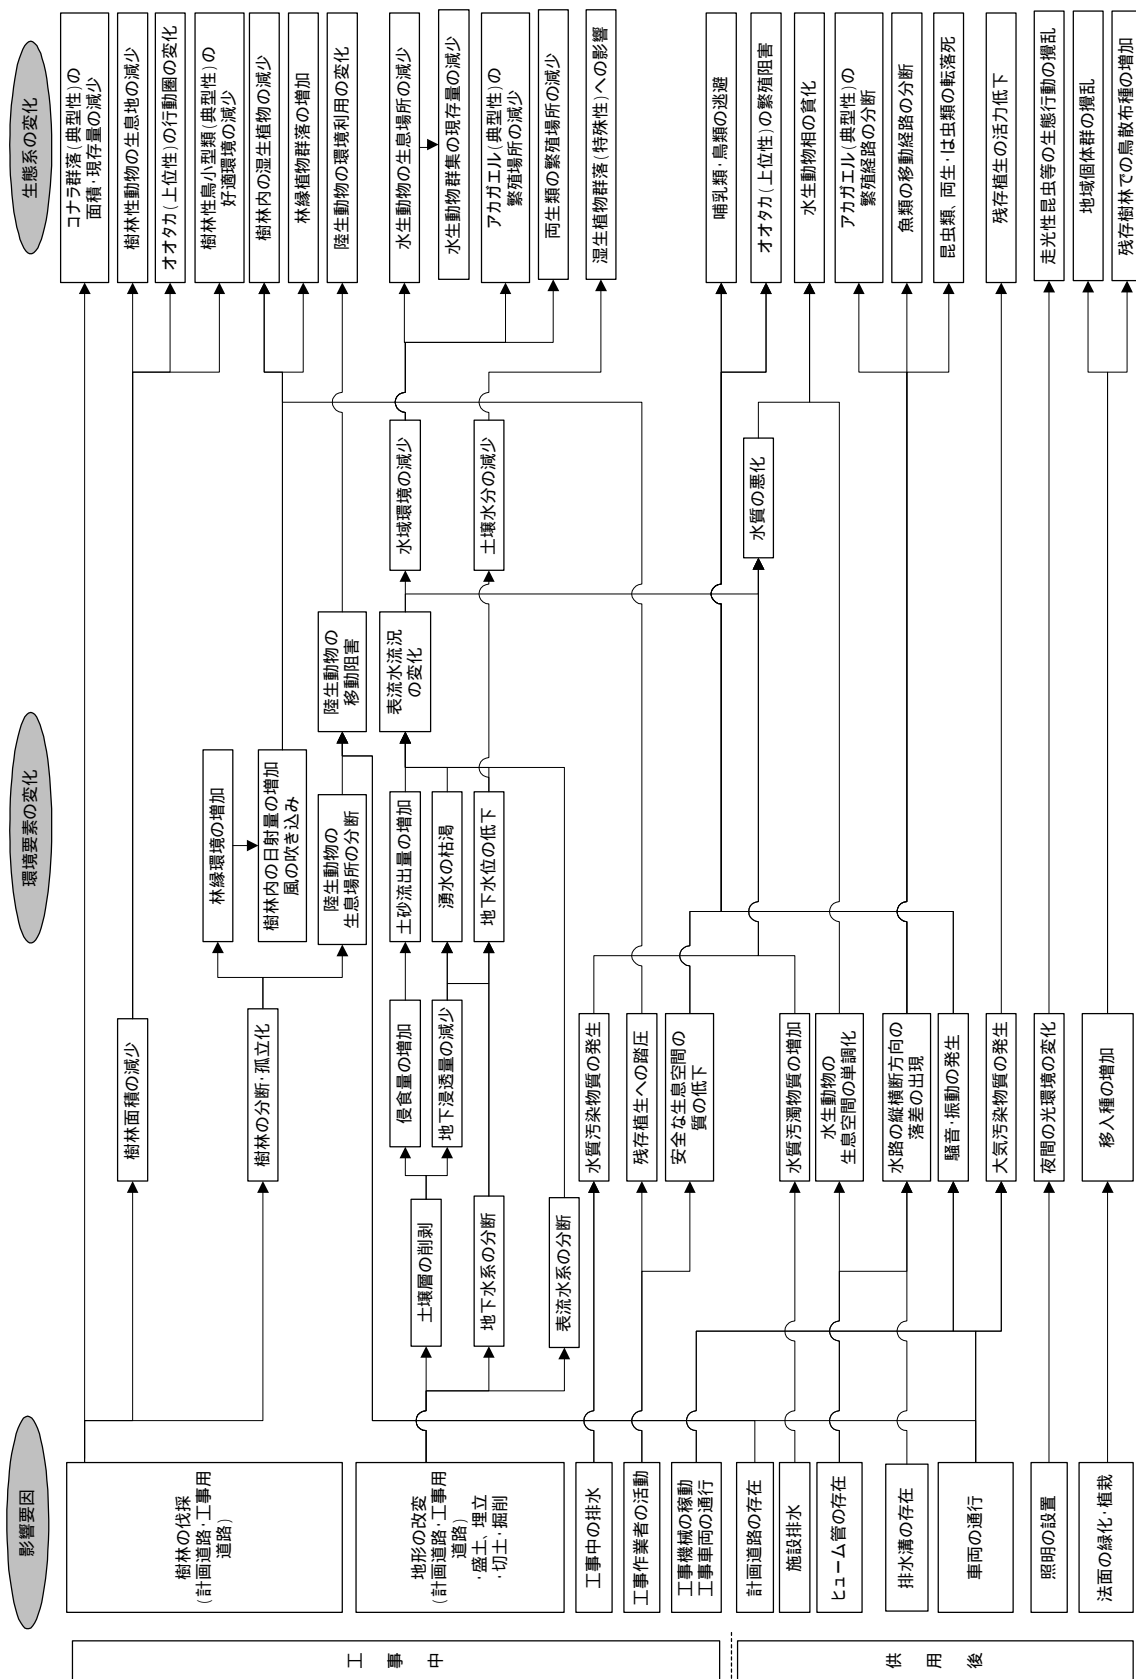 影響要因
環境要素の変化
生態系の変化
工事中
樹林の伐採
(計画道路・工事用
道路)
地形の改変
(計画道路・工事用
道路)
・盛土、埋立
・切土・掘削
工事中の排水
工事作業者の活動
工事機械の稼動
工事車両の通行
供用後
計画道路の存在
施設排水
ヒューム管の存在
排水溝の存在
車両の通行
照明の設置
法面の緑化・植栽
土壌層の削剥
地下水系の分断
表流水系の分断
樹林面積の減少
樹林の分断・孤立化
侵食量の増加
地下浸透量の減少
水質汚染物質の発生
残存植生への踏圧
安全な生息空間の
質の低下
水質汚濁物質の増加
水生動物の
生息空間の単調化
水路の縦横断方向の
落差の出現
騒音・振動の発生
大気汚染物質の発生
夜間の光環境の変化
移入種の増加
林縁環境の増加
樹林内の日射量の増加
風の吹き込み
陸生動物の
生息場所の分断
土砂流出量の増加
湧水の枯渇
地下水位の低下
陸生動物の
移動阻害
表流水流況
の変化
水域環境の減少
土壌水分の減少
水質の悪化
コナラ群落(典型性)の
面積・現存量の減少
樹林性動物の生息地の減少
オオタカ(上位性)の行動圏の変化
樹林性鳥小型類(典型性)の
好適環境の減少
樹林内の湿生植物の減少
林縁植物群落の増加
陸生動物の環境利用の変化
水生動物の生息場所の減少
水生動物群集の現存量の減少
アカガエル(典型性)の
繁殖場所の減少
両生類の繁殖場所の減少
湿生植物群落(特殊性)への影響
哺乳類・鳥類の逃避
オオタカ(上位性)の繁殖阻害
水生動物相の貧化
アカガエル(典型性)の
繁殖経路の分断
魚類の移動経路の分断
昆虫類、両生・は虫類の転落死
残存植生の活力低下
走光性昆虫等の生態行動の攪乱
地域個体群の攪乱
残存樹林での鳥散布種の増加